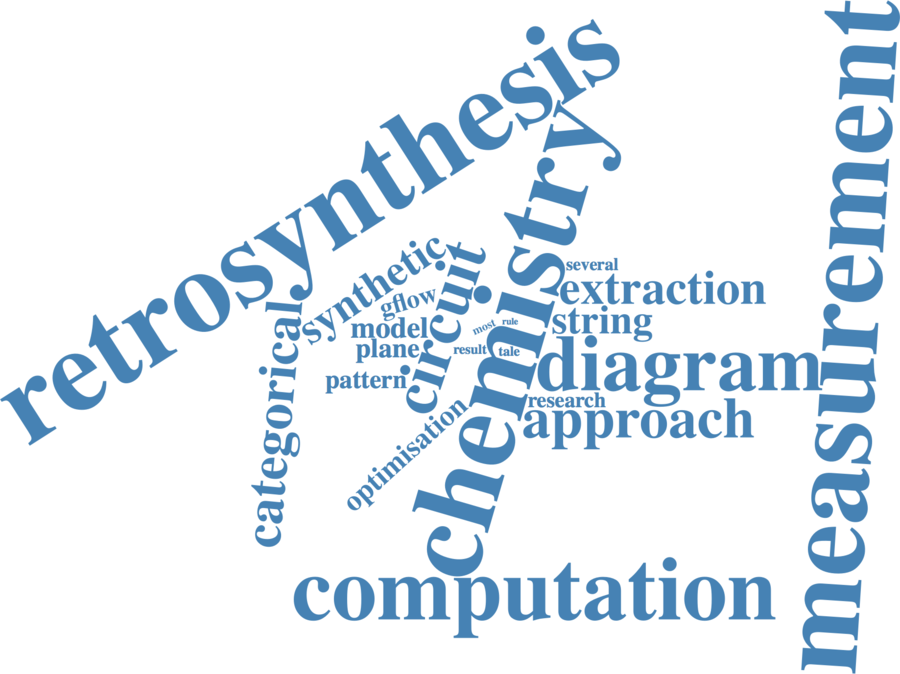 retrosynthesis
measurement
chemistry
synthetic
circuit
gflow
several
extraction
categorical
model
most
rule
string
plane
result
tale
diagram
pattern
research
approach
optimisation
computation